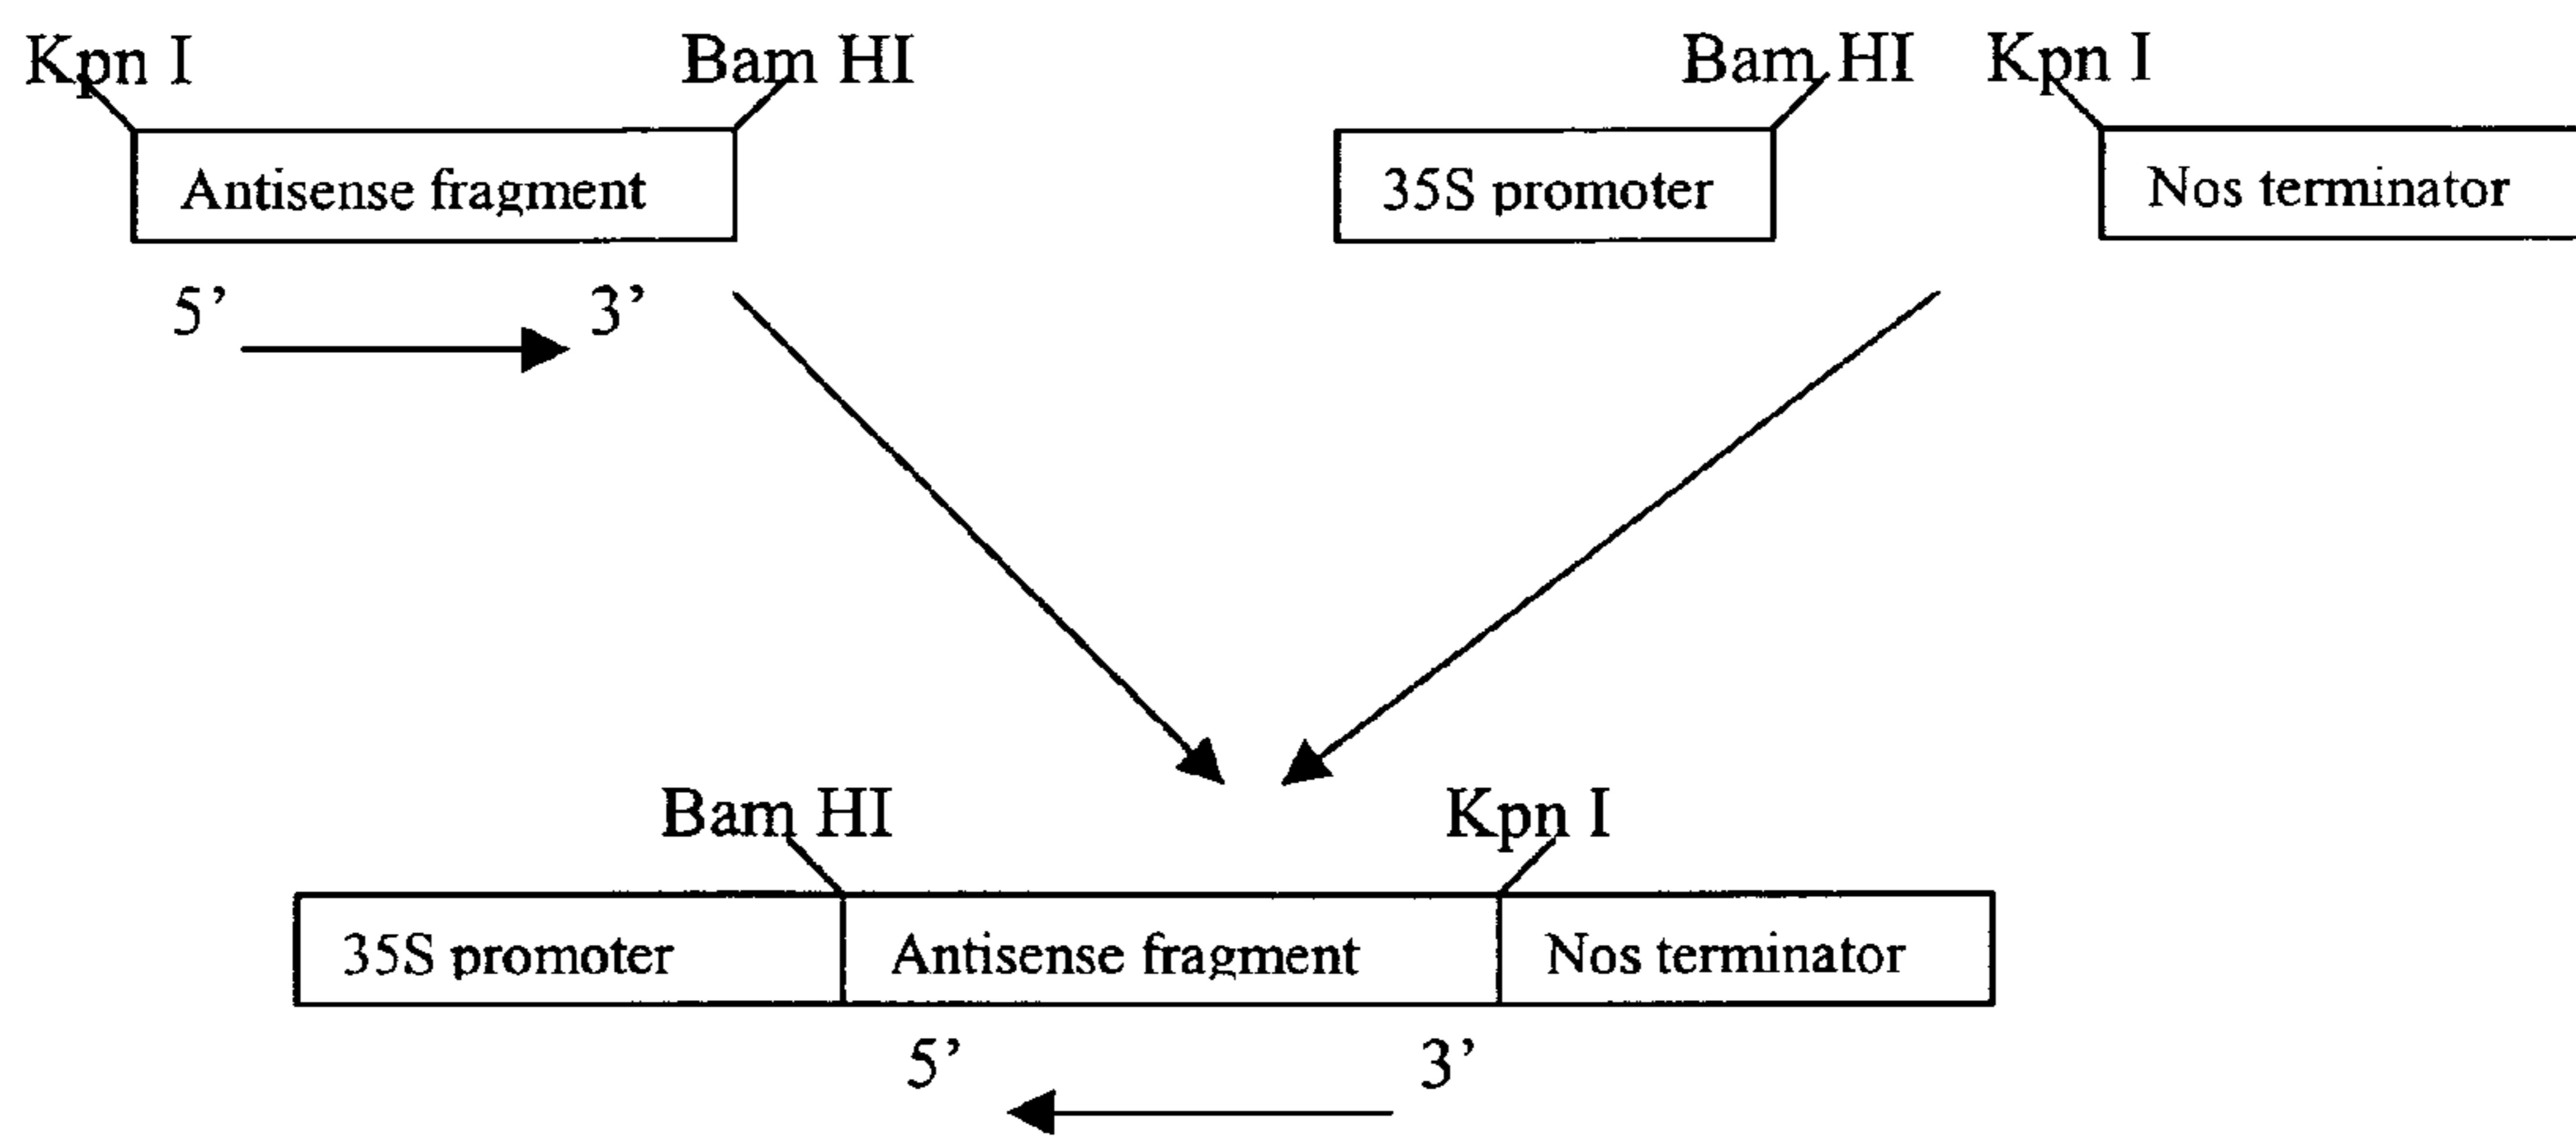 Kpn I
Bam HI
Bam HI
Kpn I
Antisense fragment
35S promoter
Nos terminator
5’
3’
Bam HI
Kpn I
35S promoter
Antisense fragment
Nos terminator
5’
3’